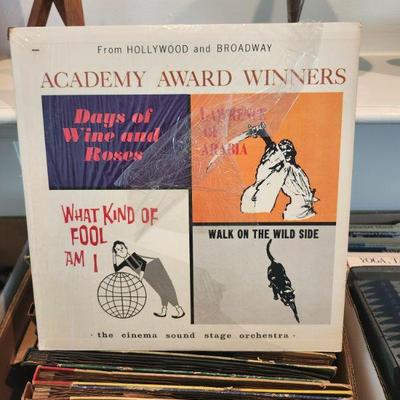 From HOLLYWOOD and BROADWAY
ACADEMY AWARD WINNERS
Days of
Wine and
Roses
LAWRENCE
OF
ARABIA
WHAT KIND OF
FOOL
AM I
WALK ON THE WILD SIDE
· the cinema sound stage orchestra ·
YOGA,